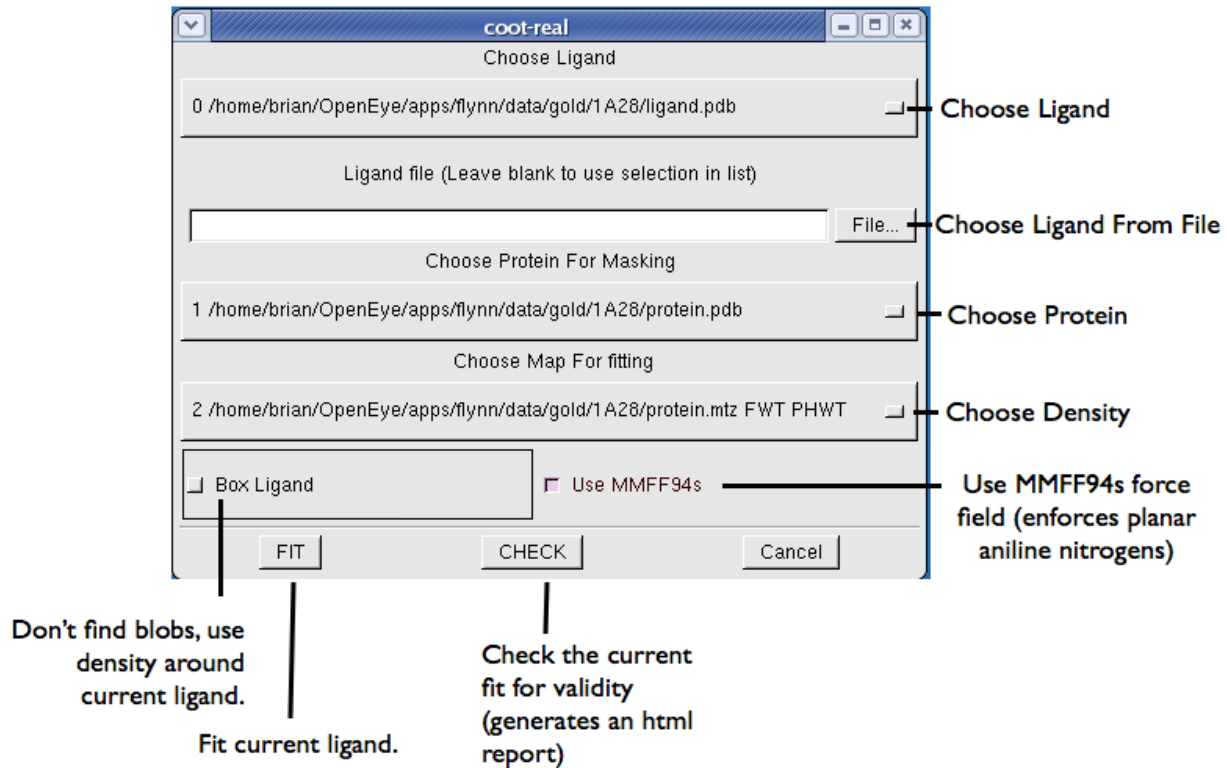 coot-real
Choose Ligand
0 /home/brian/OpenEye/apps/flynn/data/gold/1A28/ligand.pdb
Choose Ligand
Ligand file (Leave blank to use selection in list)
File...
Choose Ligand From File
Choose Protein For Masking
1 /home/brian/OpenEye/apps/flynn/data/gold/1A28/protein.pdb
Choose Protein
Choose Map For fitting
2 /home/brian/OpenEye/apps/flynn/data/gold/1A28/protein.mtz FWT PHWT
Choose Density
Box Ligand
Use MMFF94s
Use MMFF94s force
field (enforces planar
aniline nitrogens)
FIT
CHECK
Cancel
Don't find blobs, use
density around
current ligand.
Fit current ligand.
Check the current
fit for validity
(generates an html
report)